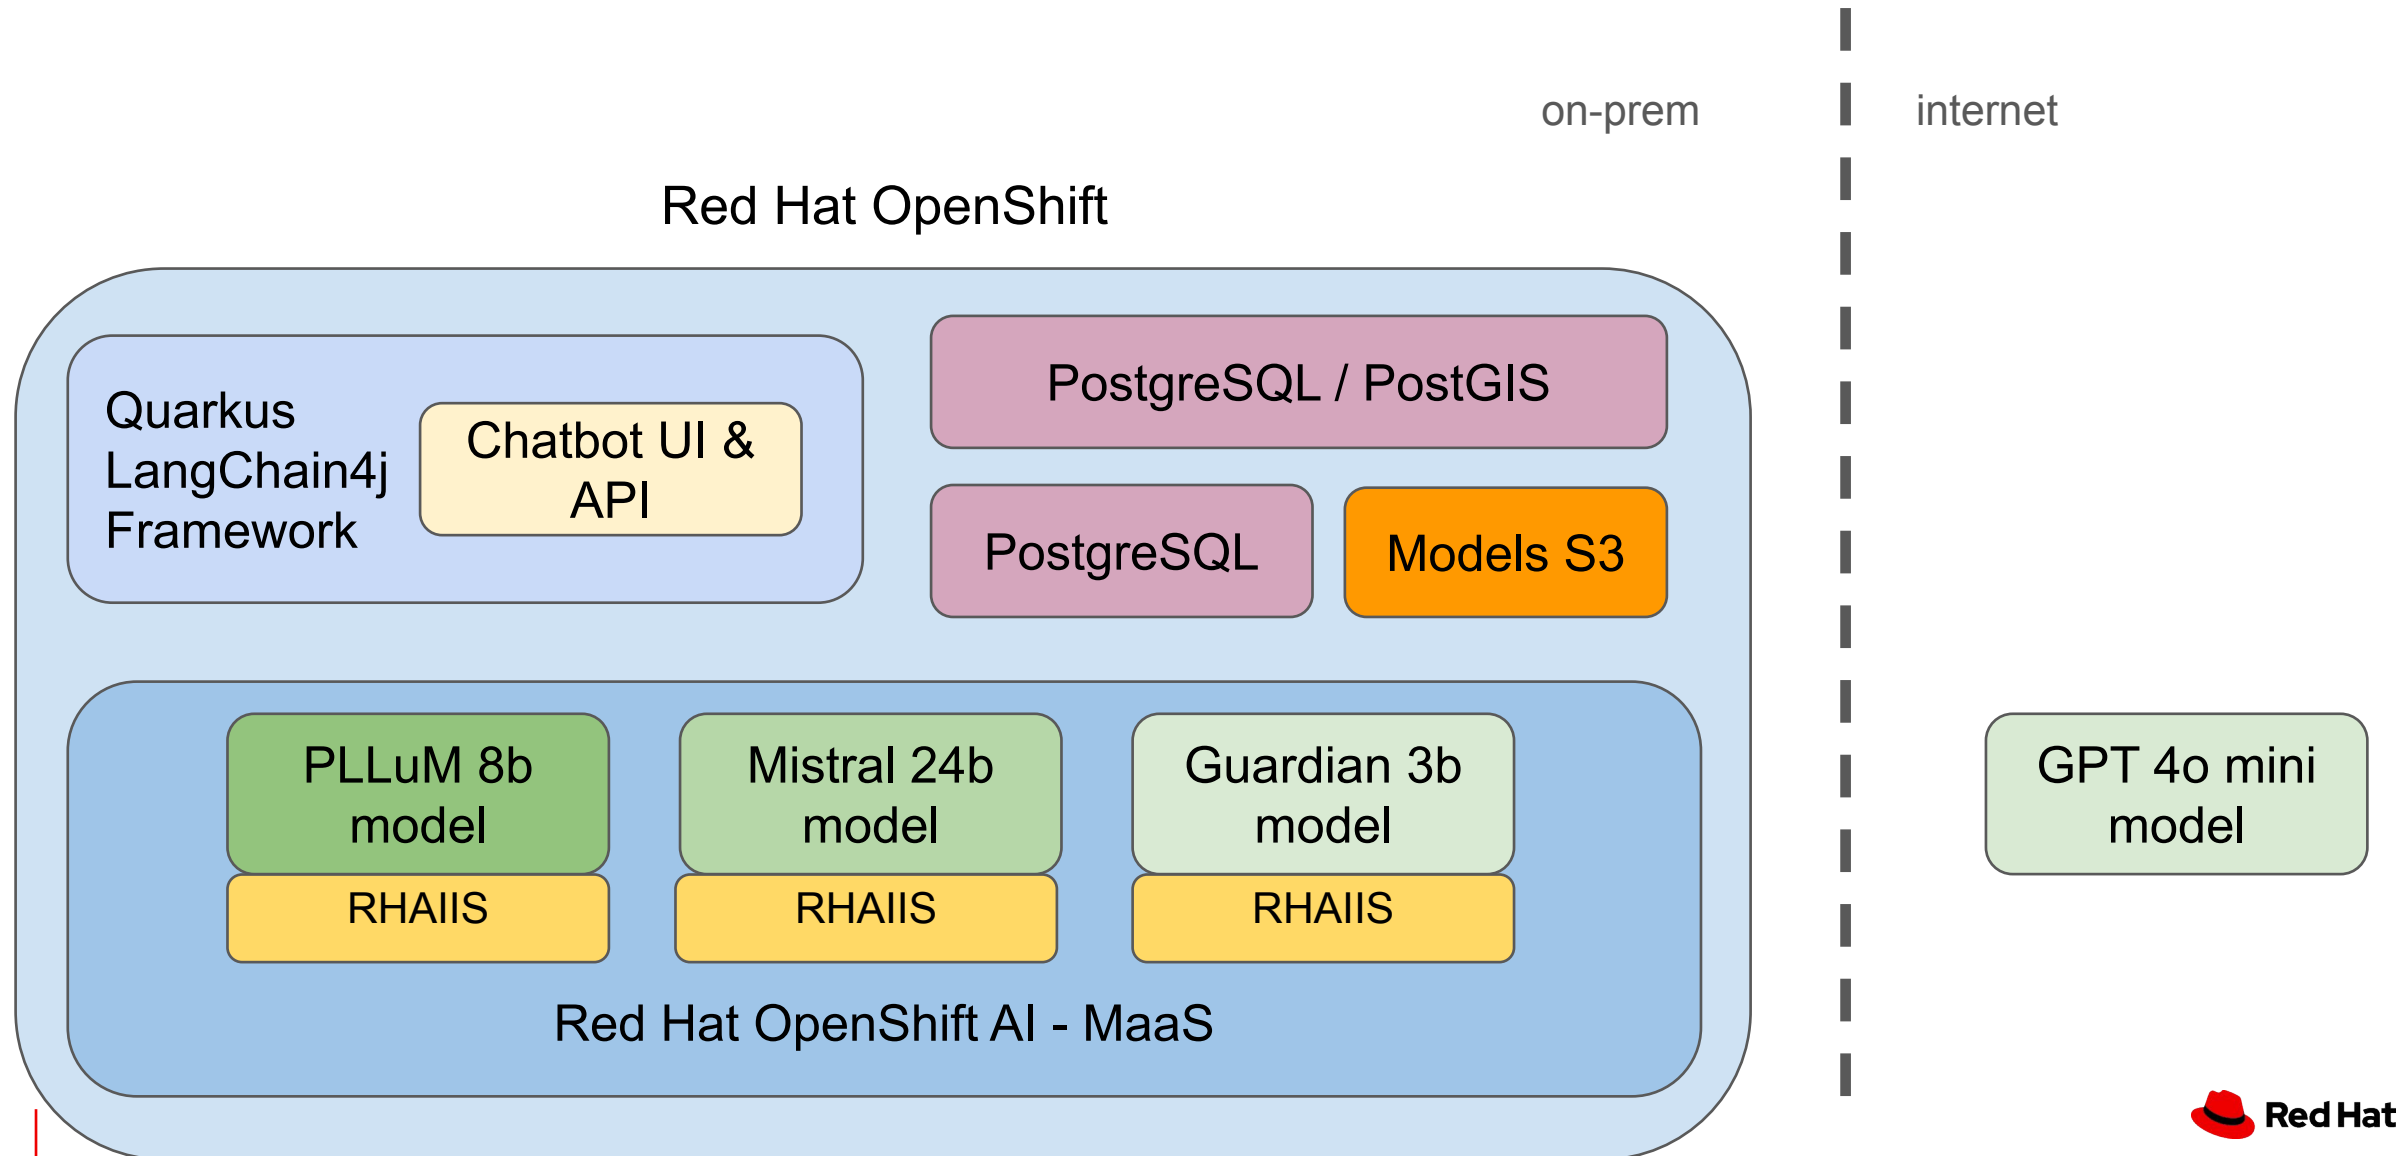 on-prem
internet
Red Hat OpenShift
Quarkus
LangChain4j
Framework
Chatbot UI &
API
PostgreSQL / PostGIS
PostgreSQL
Models S3
PLLuM 8b
model
RHAIIS
Mistral 24b
model
RHAIIS
Guardian 3b
model
RHAIIS
Red Hat OpenShift AI - MaaS
GPT 4o mini
model
Red Hat